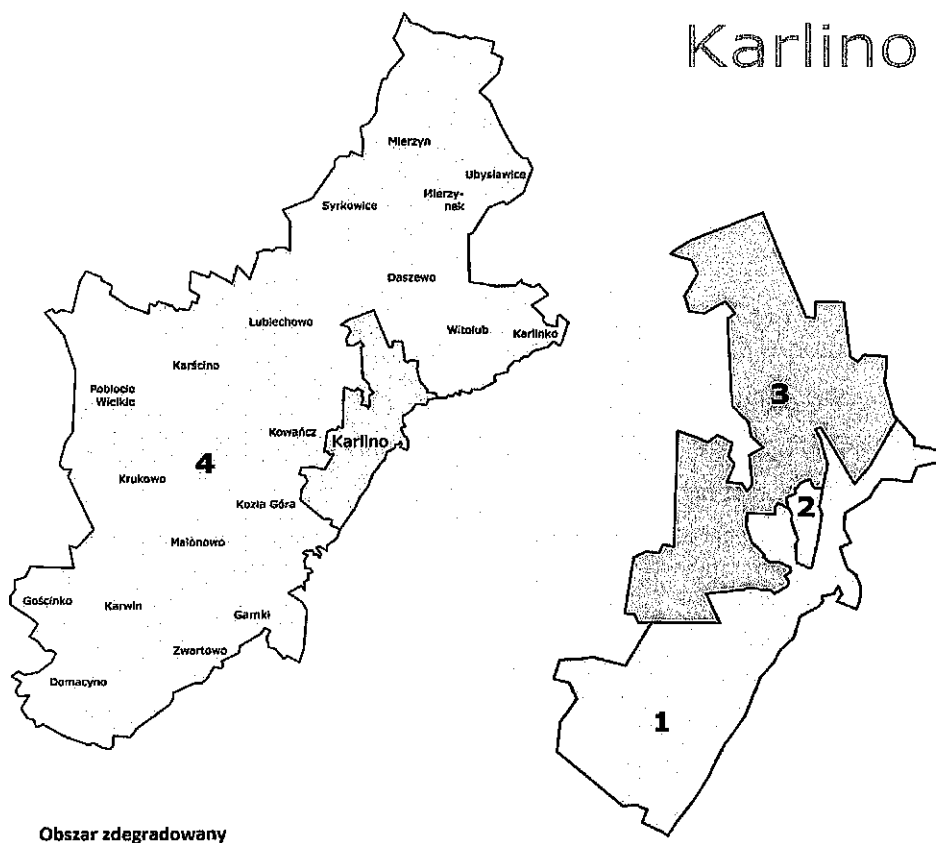 Karlino
Mierzyn
Ubysławice
Mierzy-
nek
Syrkowice
Daszewo
Lubiechowo
Witolub
Karlinko
Karścino
Pobłocie
Wielkie
Kowańcz
Karlino
4
Krukowo
Kozia Góra
Malonowo
Gościnko
Karwin
Garnki
Zwartowo
Domacyno
3
2
1
Obszar zdegradowany